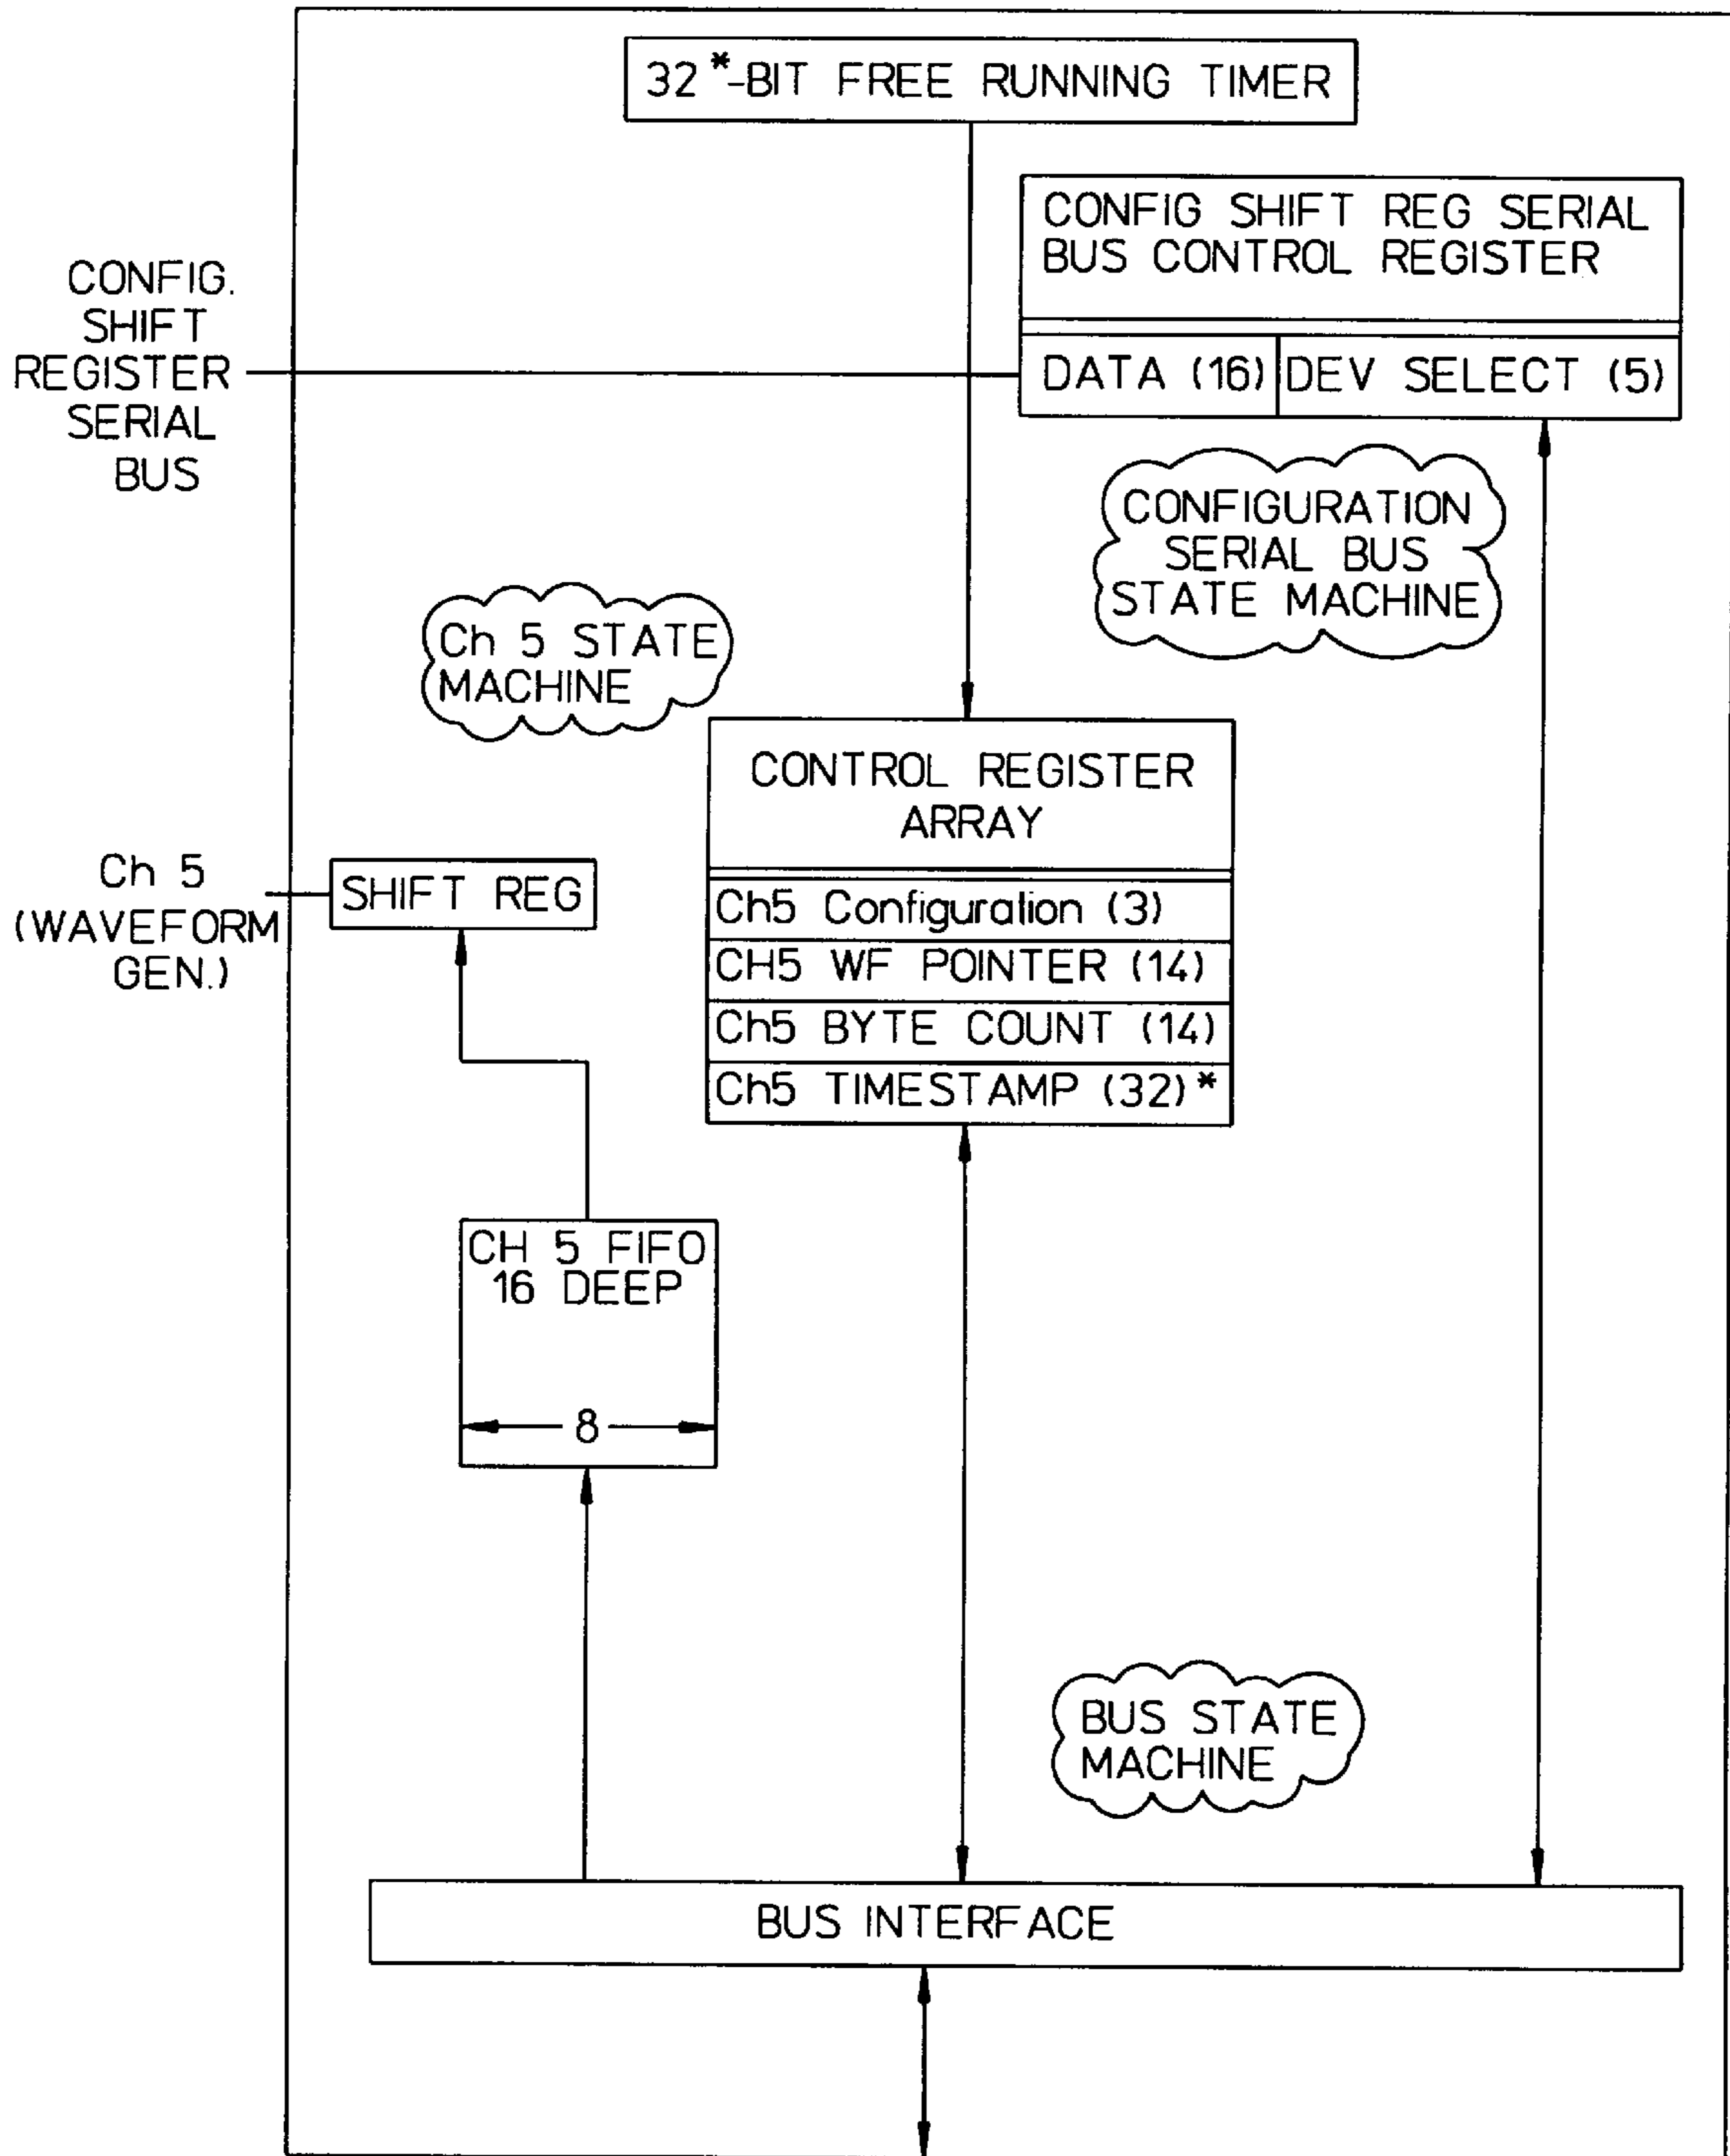 32*-BIT FREE RUNNING TIMER
CONFIG SHIFT REG SERIAL
BUS CONTROL REGISTER
DATA (16) DEV SELECT (5)
CONFIG.
SHIFT
REGISTER
SERIAL
BUS
CONFIGURATION
SERIAL BUS
STATE MACHINE
Ch 5 STATE
MACHINE
CONTROL REGISTER
ARRAY
Ch5 Configuration (3)
CH5 WF POINTER (14)
Ch5 BYTE COUNT (14)
Ch5 TIMESTAMP (32)*
Ch 5
(WAVEFORM
GEN.)
SHIFT REG
CH 5 FIFO
16 DEEP
8
BUS STATE
MACHINE
BUS INTERFACE